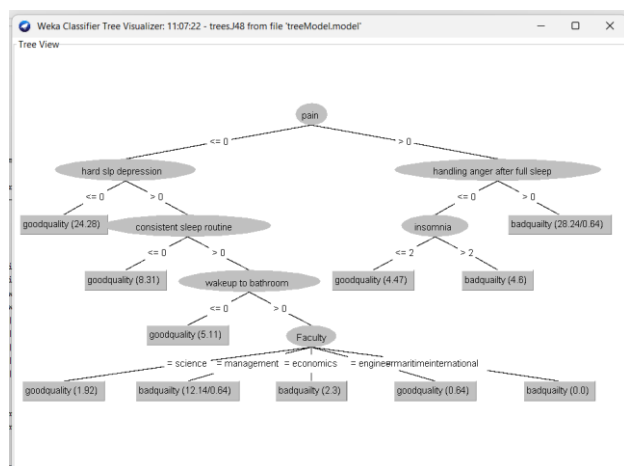 Weka Classifier Tree Visualizer: 11:07:22 - trees.J48 from file 'treeModel.model'
Tree View
pain
<= 0 > 0
hard slp depression handling anger after full sleep
<= 0 > 0 <= 0 > 0
goodquality (24.28) consistent sleep routine insomnia badquailty (28.24/0.64)
<= 0 > 0 <= 2 > 2
goodquality (8.31) wakeup to bathroom goodquality (4.47) badquailty (4.6)
<= 0 > 0
goodquality (5.11) Faculty
= science = management = economics = engineermaritimeinternational
goodquality (1.92) badquailty (12.14/0.64) badquailty (2.3) goodquality (0.64) badquailty (0.0)